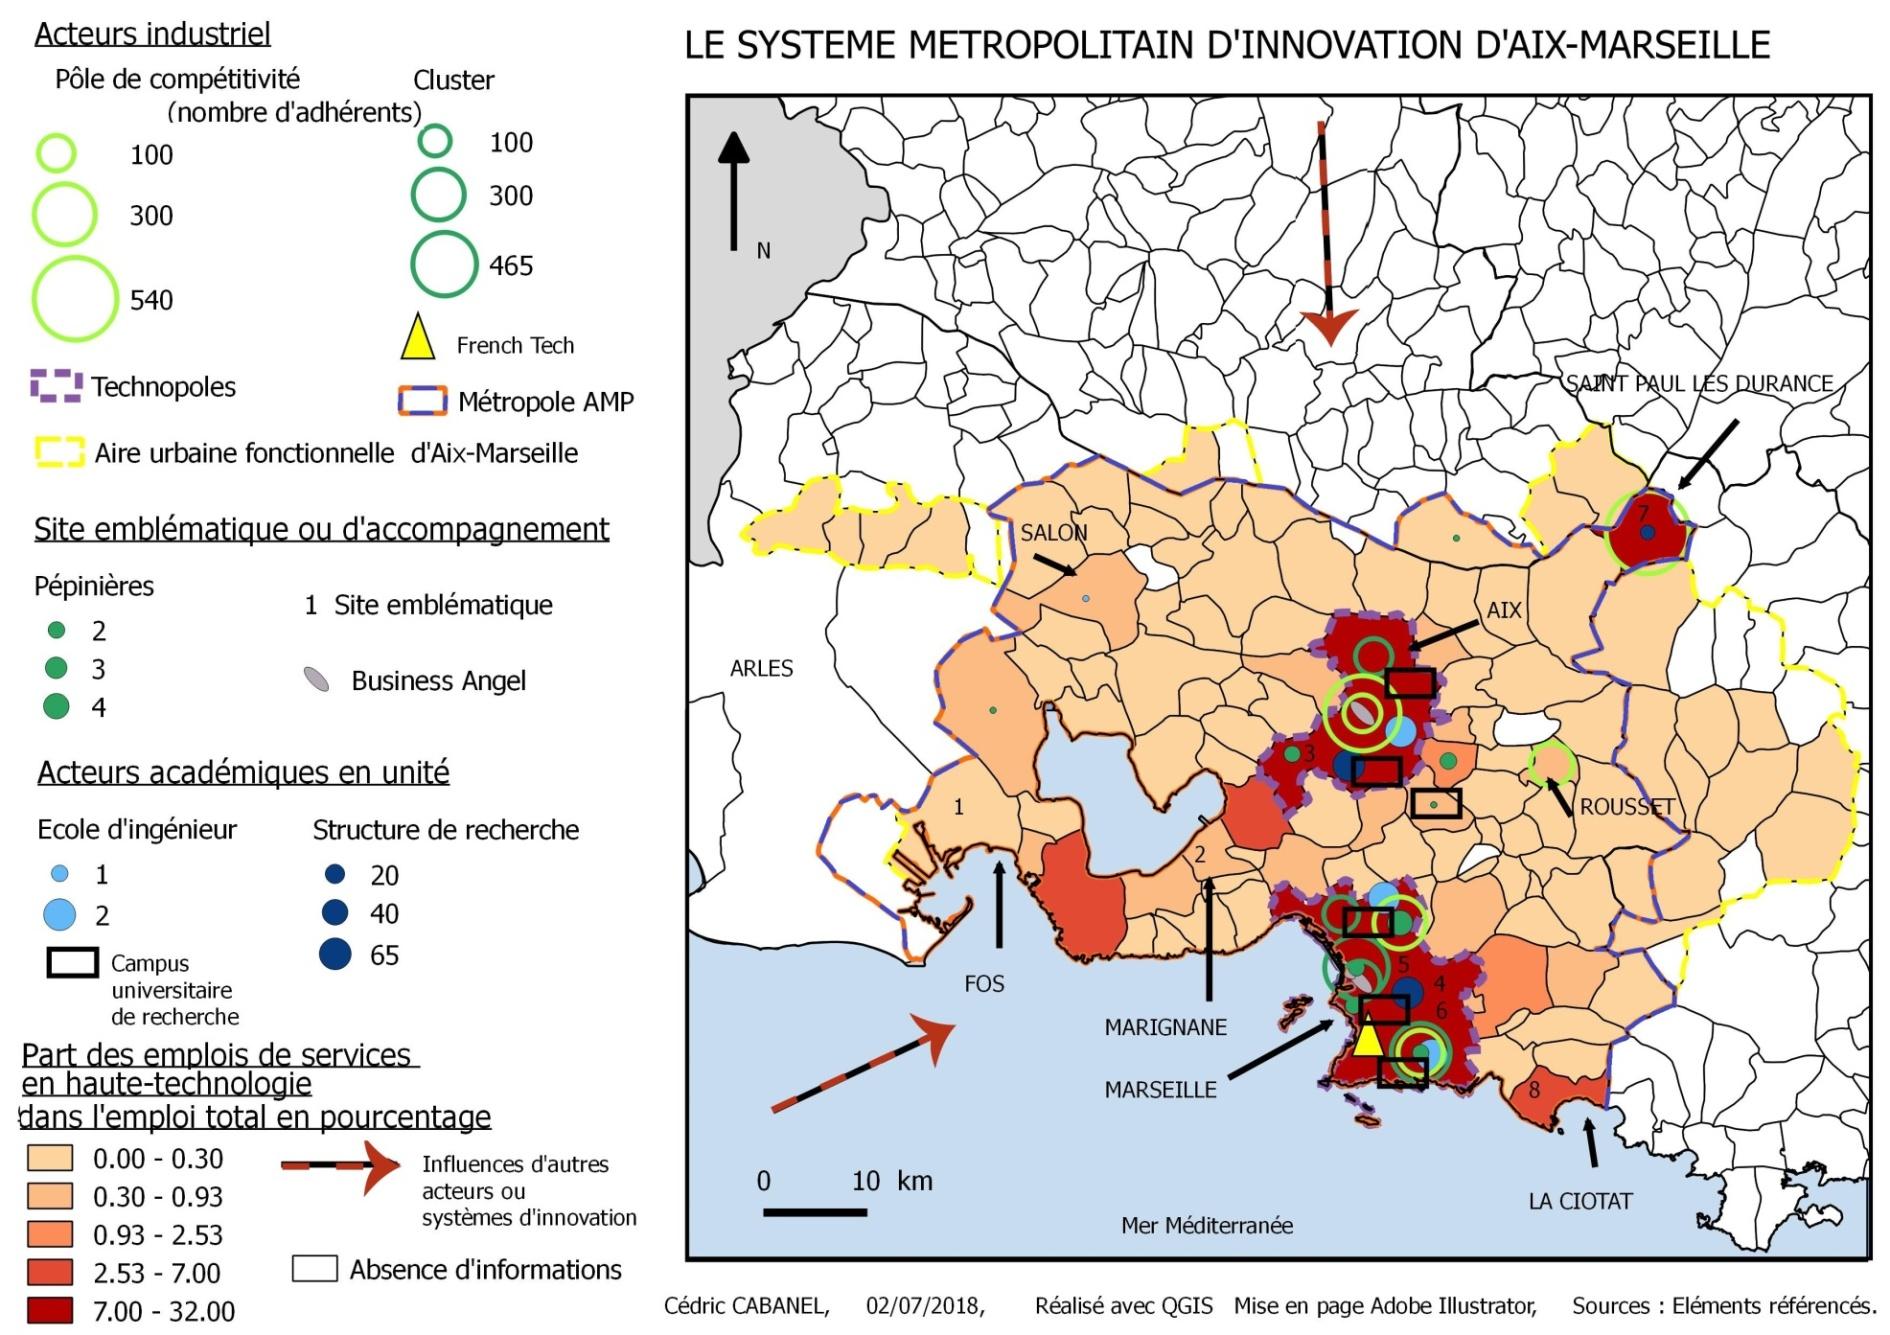 LE SYSTEME METROPOLITAIN D'INNOVATION D'AIX-MARSEILLE
Acteurs industriel
Pôle de compétitivité
(nombre d'adhérents)
100
300
540
Cluster
100
300
465
French Tech
Technopoles
Métropole AMP
Aire urbaine fonctionnelle d'Aix-Marseille
Site emblématique ou d'accompagnement
Pépinières
2
3
4
1 Site emblématique
Business Angel
Acteurs académiques en unité
Ecole d'ingénieur
1
2
Structure de recherche
20
40
65
Campus
universitaire
de recherche
Part des emplois de services
en haute-technologie
dans l'emploi total en pourcentage
0.00 - 0.30
0.30 - 0.93
0.93 - 2.53
2.53 - 7.00
7.00 - 32.00
Influences d'autres
acteurs ou
systèmes d'innovation
Absence d'informations
N
SAINT PAUL LES DURANCE
7
SALON
AIX
ARLES
3
1
ROUSSET
2
5
4
6
FOS
MARIGNANE
MARSEILLE
8
LA CIOTAT
0 10 km
Mer Méditerranée
Cédric CABANEL, 02/07/2018, Réalisé avec QGIS Mise en page Adobe Illustrator, Sources : Eléments référencés.